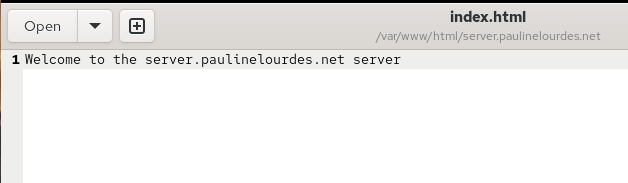 Open
index.html
/var/www/html/server.paulinelourdes.net
1 Welcome to the server.paulinelourdes.net server